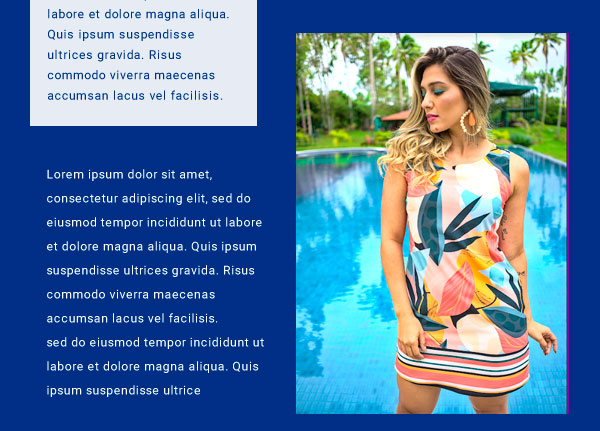 labore et dolore magna aliqua.
Quis ipsum suspendisse
ultrices gravida. Risus
commodo viverra maecenas
accumsan lacus vel facilisis.
Lorem ipsum dolor sit amet,
consectetur adipiscing elit, sed do
eiusmod tempor incididunt ut labore
et dolore magna aliqua. Quis ipsum
suspendisse ultrices gravida. Risus
commodo viverra maecenas
accumsan lacus vel facilisis.
sed do eiusmod tempor incididunt ut
labore et dolore magna aliqua. Quis
ipsum suspendisse ultrice